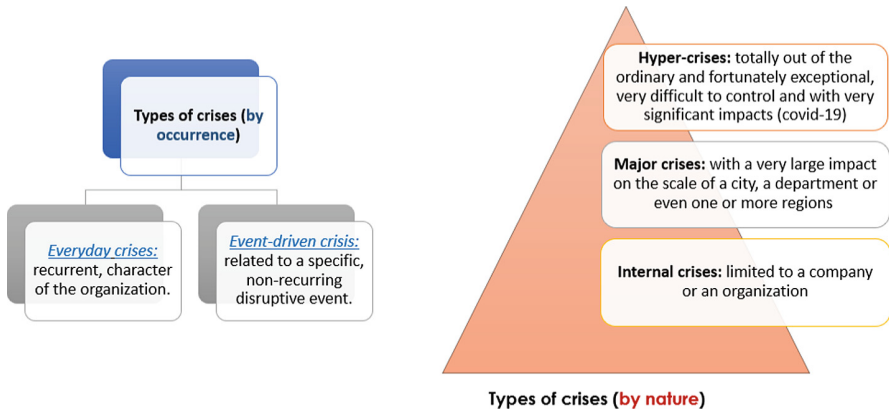 Types of crises (by
occurrence)
Everyday crises:
recurrent, character
of the organization.
Event-driven crisis:
related to a specific,
non-recurring
disruptive event.
Hyper-crises: totally out of the
ordinary and fortunately exceptional,
very difficult to control and with very
significant impacts (covid-19)
Major crises: with a very large impact
on the scale of a city, a department or
even one or more regions
Internal crises: limited to a company
or an organization
Types of crises (by nature)